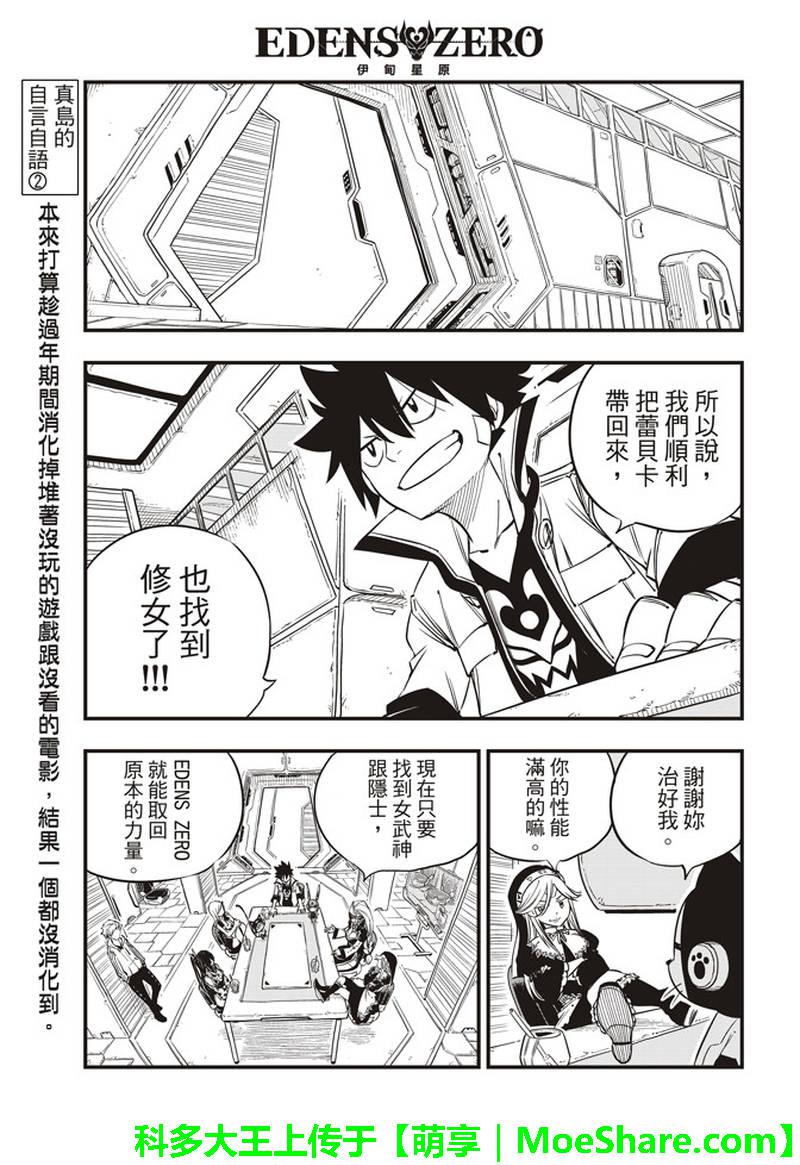 EDENS ZERO
伊甸星原
真島的
自言自語②
本來打算趁過年期間消化掉堆著沒玩的遊戲跟沒看的電影，結果一個都沒消化到。
所以說，
我們順利
把蕾貝卡
帶回來，
也找到
修女了!!!
謝謝妳
治好我。
你的性能
滿高的嘛。
現在只要
找到女武神
跟隱士，
EDENS ZERO
就能取回
原本的力量。
科多大王上传于【萌享 | MoeShare.com】